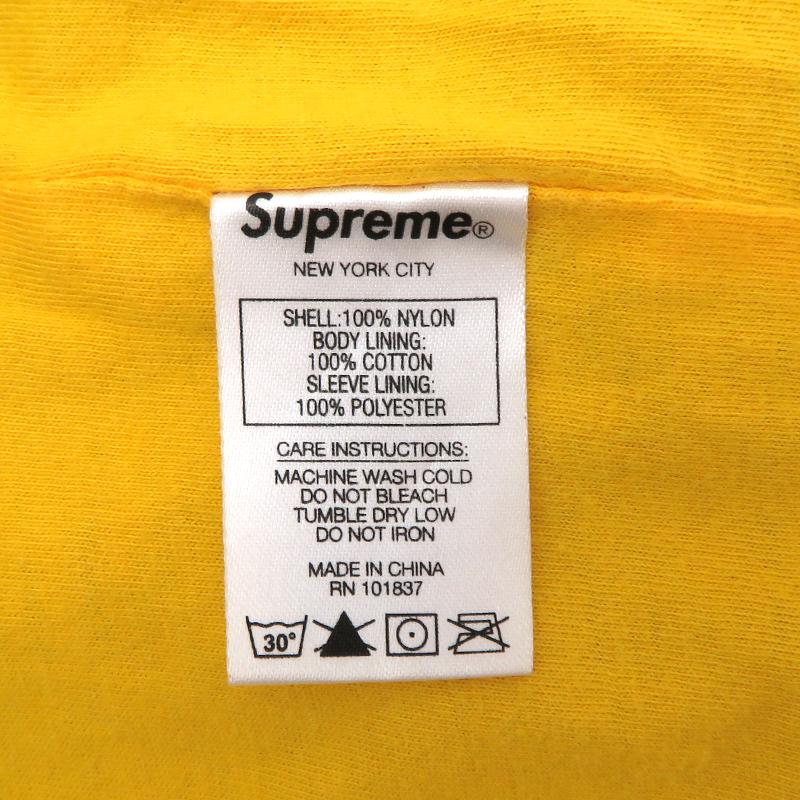 Supreme®
NEW YORK CITY
SHELL:100% NYLON
BODY LINING:
100% COTTON
SLEEVE LINING:
100% POLYESTER
CARE INSTRUCTIONS:
MACHINE WASH COLD
DO NOT BLEACH
TUMBLE DRY LOW
DO NOT IRON
MADE IN CHINA
RN 101837
30°